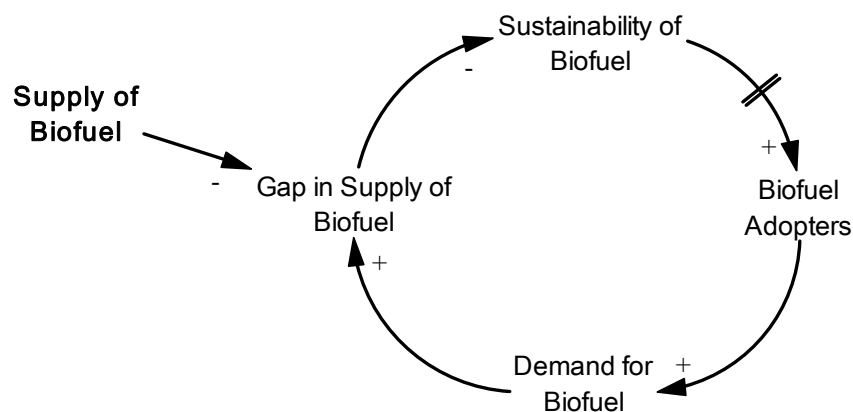 Sustainability of
Biofuel
-
Supply of
Biofuel
-
Gap in Supply of
Biofuel
+
Biofuel
Adopters
+
Demand for
Biofuel
+